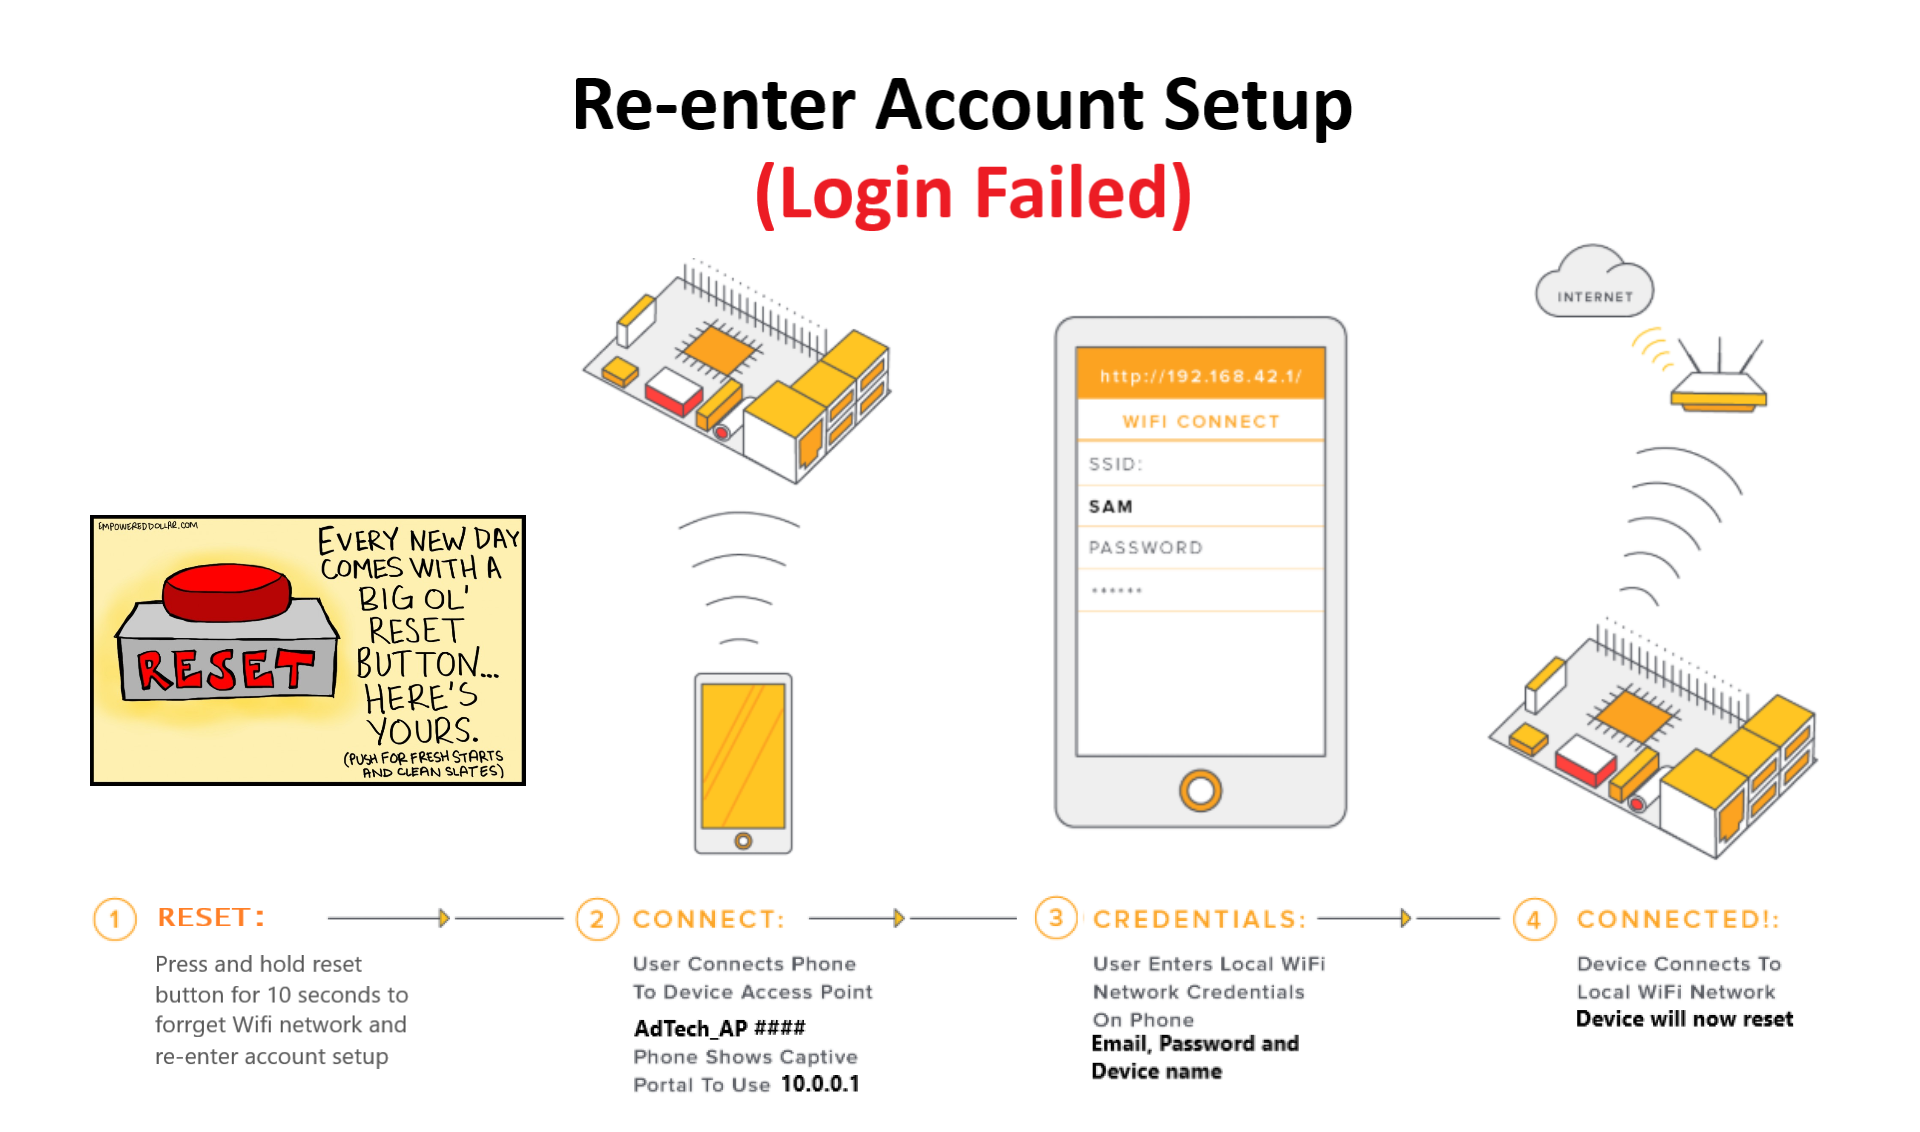 Re-enter Account Setup
(Login Failed)
INTERNET
http://192.168.42.1/
WIFI CONNECT
SSID:
SAM
PASSWORD
••••••
EMPOWEREDDOLLAR.COM
EVERY NEW DAY
COMES WITH A
BIG OL'
RESET
BUTTON...
HERE'S
YOURS.
(PUSH FOR FRESH STARTS
AND CLEAN SLATES)
RESET
1 RESET:
Press and hold reset
button for 10 seconds to
forrget Wifi network and
re-enter account setup
2 CONNECT:
User Connects Phone
To Device Access Point
AdTech_AP ####
Phone Shows Captive
Portal To Use 10.0.0.1
3 CREDENTIALS:
User Enters Local WiFi
Network Credentials
On Phone
Email, Password and
Device name
4 CONNECTED!:
Device Connects To
Local WiFi Network
Device will now reset